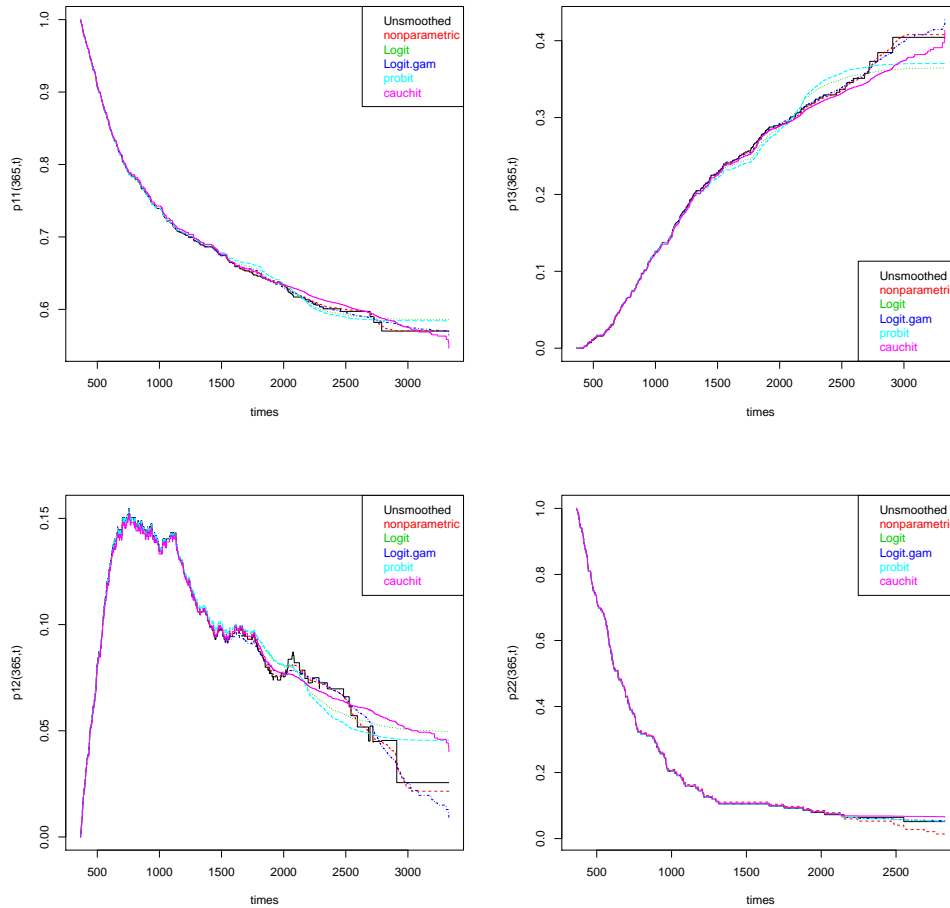 p11(365,t)
1.0
0.9
0.8
0.7
0.6
500
1000
1500
2000
2500
3000
times
Unsmoothed
nonparametric
Logit
Logit.gam
probit
cauchit
p13(365,t)
0.4
0.3
0.2
0.1
0.0
500
1000
1500
2000
2500
3000
times
Unsmoothed
nonparametric
Logit
Logit.gam
probit
cauchit
p12(365,t)
0.15
0.10
0.05
0.00
500
1000
1500
2000
2500
3000
times
Unsmoothed
nonparametric
Logit
Logit.gam
probit
cauchit
p22(365,t)
1.0
0.8
0.6
0.4
0.2
0.0
500
1000
1500
2000
2500
times
Unsmoothed
nonparametric
Logit
Logit.gam
probit
cauchit